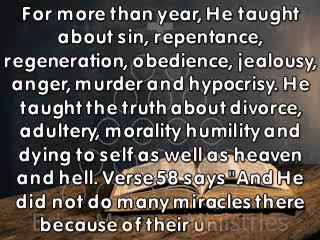 For more than year, He taught
about sin, repentance,
regeneration, obedience, jealousy,
anger, murder and hypocrisy. He
taught the truth about divorce,
adultery, morality humility and
dying to self as well as heaven
and hell. Verse 58 says "And He
did not do many miracles there
because of their